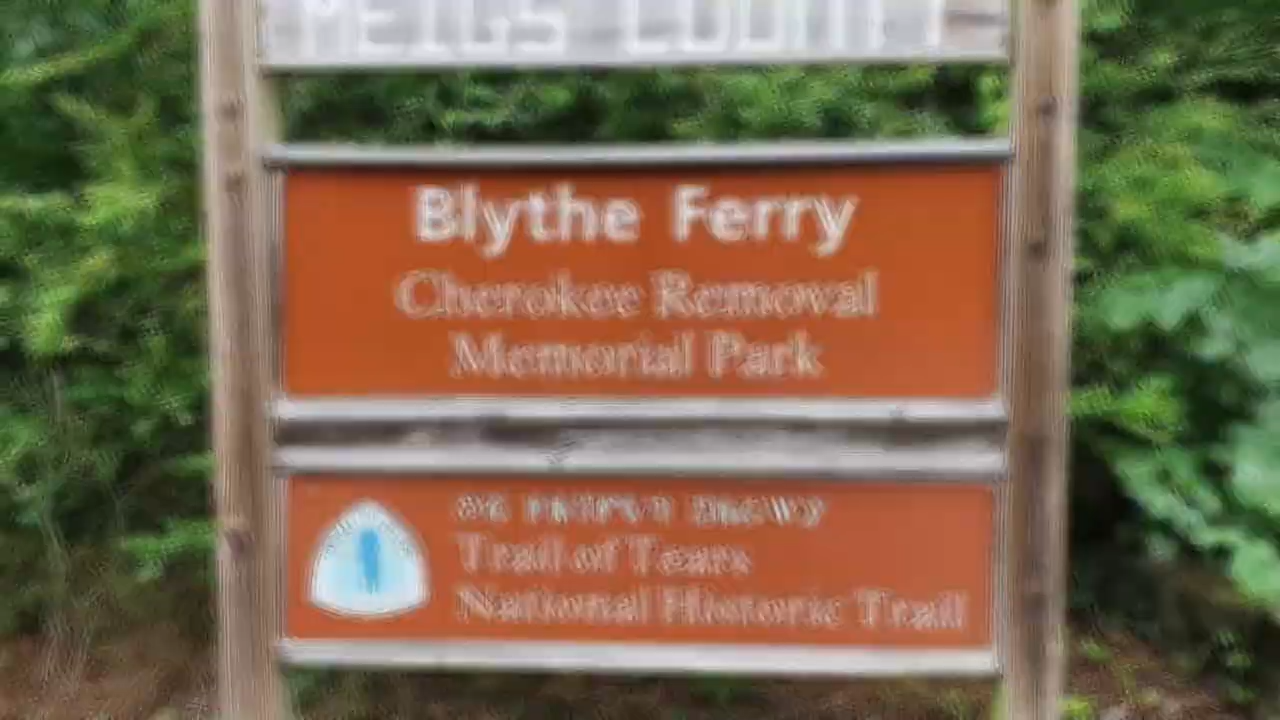 MEIGS COUNTY
Blythe Ferry
Cherokee Removal
Memorial Park
Trail of Tears
National Historic Trail